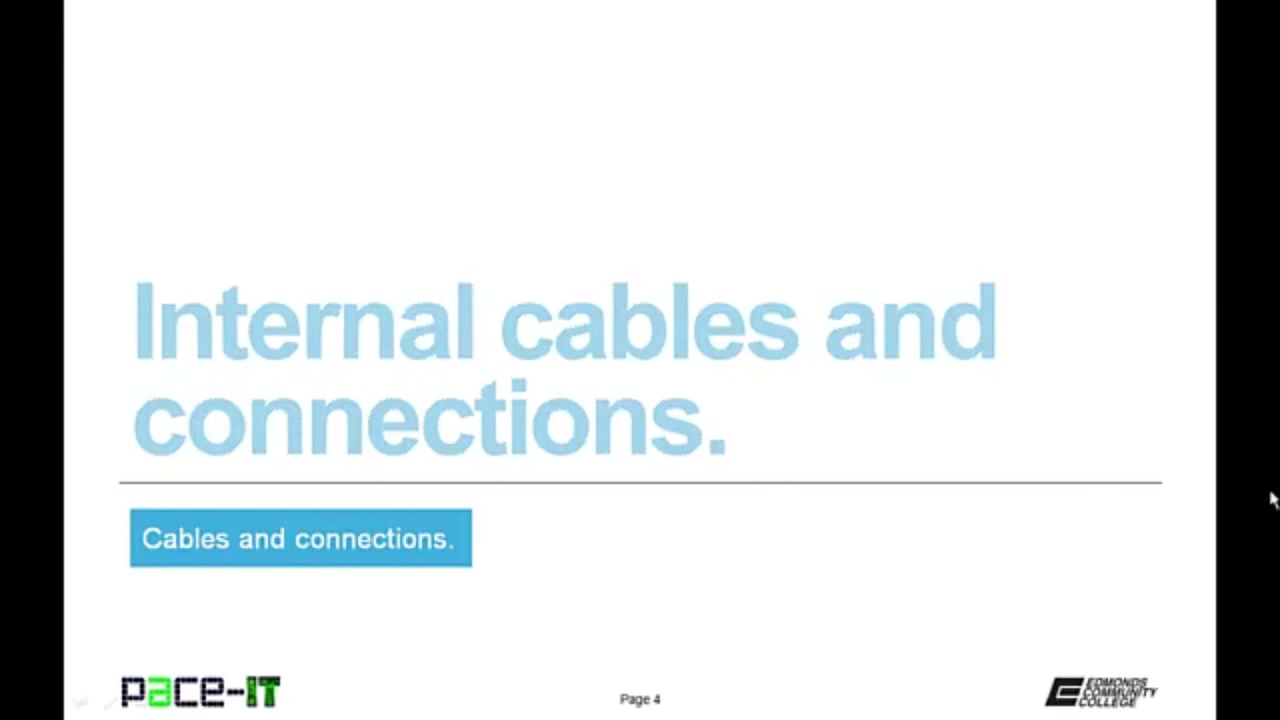 Internal cables and
connections.
Cables and connections.
pace-IT
Page 4
EDMONDS
COMMUNITY
COLLEGE